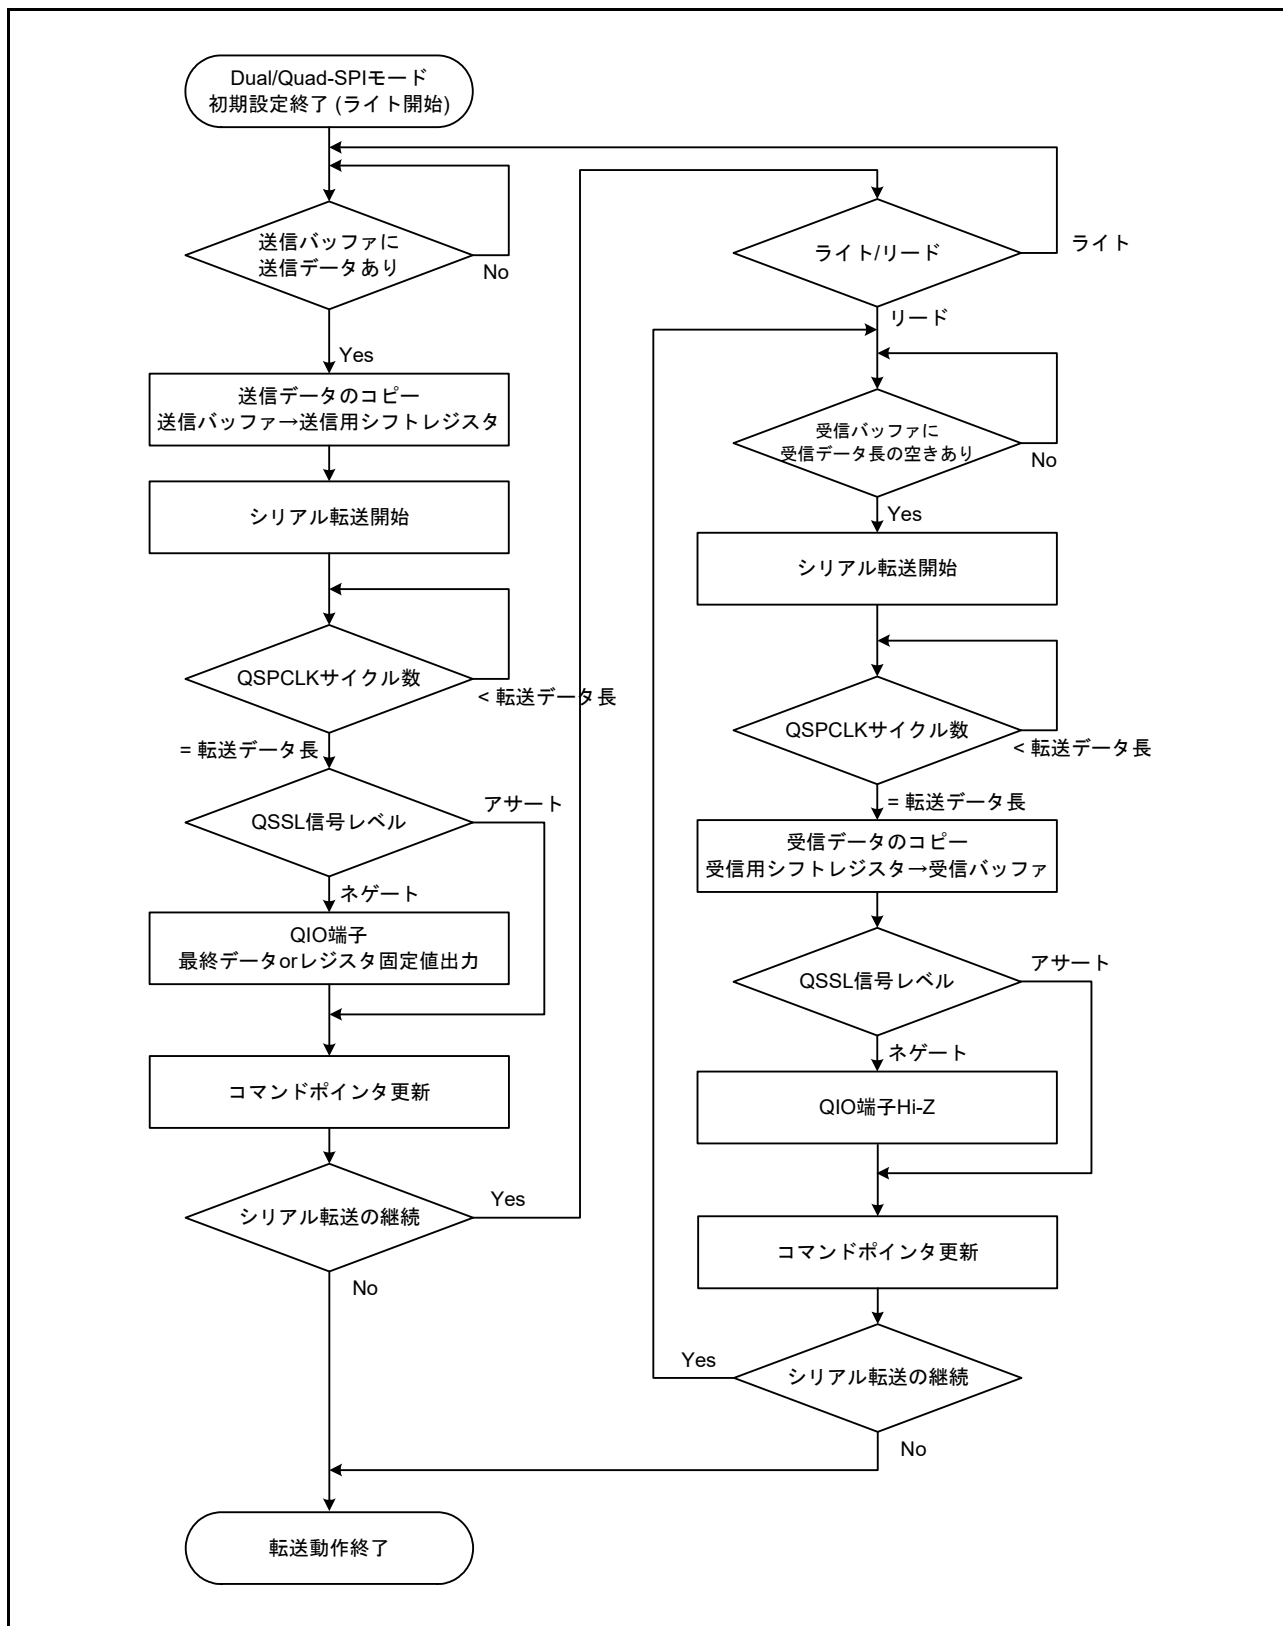 Dual/Quad-SPIモード
初期設定終了 (ライト開始)
送信バッファに
送信データあり
No
Yes
送信データのコピー
送信バッファ→送信用シフトレジスタ
シリアル転送開始
QSPCLKサイクル数
< 転送データ長
= 転送データ長
QSSL信号レベル
アサート
ネゲート
QIO端子
最終データorレジスタ固定値出力
コマンドポインタ更新
シリアル転送の継続
Yes
No
転送動作終了
ライト/リード
ライト
リード
受信バッファに
受信データ長の空きあり
No
Yes
シリアル転送開始
QSPCLKサイクル数
< 転送データ長
= 転送データ長
受信データのコピー
受信用シフトレジスタ→受信バッファ
QSSL信号レベル
アサート
ネゲート
QIO端子Hi-Z
コマンドポインタ更新
シリアル転送の継続
Yes
No